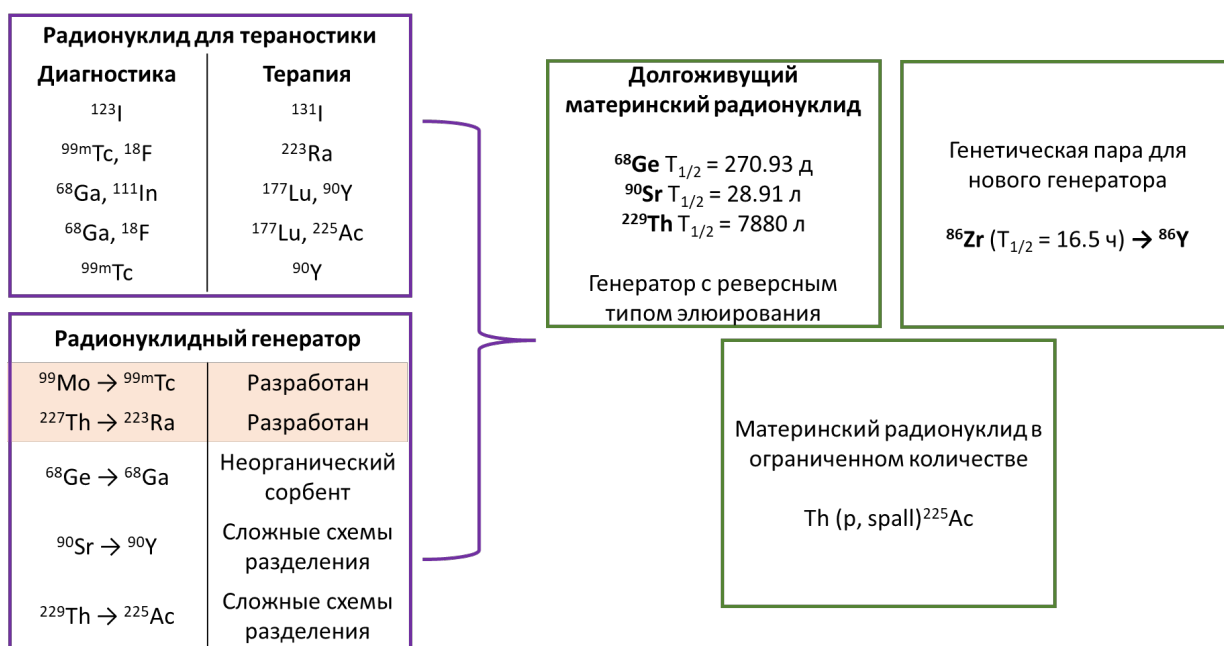 Радионуклид для тераностики
Диагностика Терапия
¹²³I ¹³¹I
⁹⁹ᵐTc, ¹⁸F ²²³Ra
⁶⁸Ga, ¹¹¹In ¹⁷⁷Lu, ⁹⁰Y
⁶⁸Ga, ¹⁸F ¹⁷⁷Lu, ²²⁵Ac
⁹⁹ᵐTc ⁹⁰Y
Радионуклидный генератор
⁹⁹Mo → ⁹⁹ᵐTc Разработан
²²⁷Th → ²²³Ra Разработан
⁶⁸Ge → ⁶⁸Ga Неорганический
сорбент
⁹⁰Sr → ⁹⁰Y Сложные схемы
разделения
²²⁹Th → ²²⁵Ac Сложные схемы
разделения
Долгоживущий
материнский радионуклид
⁶⁸Ge T₁/₂ = 270.93 д
⁹⁰Sr T₁/₂ = 28.91 л
²²⁹Th T₁/₂ = 7880 л
Генератор с реверсным
типом элюирования
Генетическая пара для
нового генератора
⁸⁶Zr (T₁/₂ = 16.5 ч) → ⁸⁶Y
Материнский радионуклид в
ограниченном количестве
Th (p, spall)²²⁵Ac